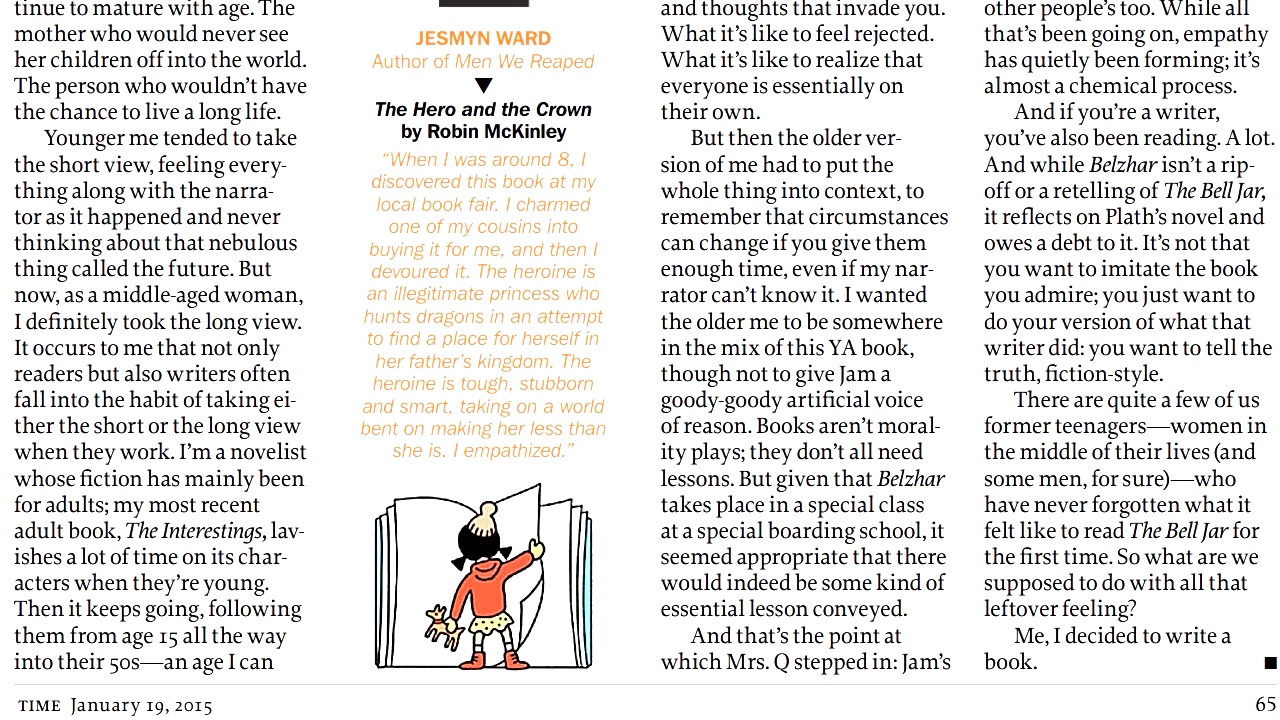 tinue to mature with age. The
mother who would never see
her children off into the world.
The person who wouldn't have
the chance to live a long life.
Younger me tended to take
the short view, feeling every-
thing along with the narra-
tor as it happened and never
thinking about that nebulous
thing called the future. But
now, as a middle-aged woman,
I definitely took the long view.
It occurs to me that not only
readers but also writers often
fall into the habit of taking ei-
ther the short or the long view
when they work. I'm a novelist
whose fiction has mainly been
for adults; my most recent
adult book, The Interestings, lav-
ishes a lot of time on its char-
acters when they're young.
Then it keeps going, following
them from age 15 all the way
into their 50s—an age I can
JESMYN WARD
Author of Men We Reaped
The Hero and the Crown
by Robin McKinley
“When I was around 8, I
discovered this book at my
local book fair. I charmed
one of my cousins into
buying it for me, and then I
devoured it. The heroine is
an illegitimate princess who
hunts dragons in an attempt
to find a place for herself in
her father's kingdom. The
heroine is tough, stubborn
and smart, taking on a world
bent on making her less than
she is. I empathized.”
and thoughts that invade you.
What it's like to feel rejected.
What it's like to realize that
everyone is essentially on
their own.
But then the older ver-
sion of me had to put the
whole thing into context, to
remember that circumstances
can change if you give them
enough time, even if my nar-
rator can't know it. I wanted
the older me to be somewhere
in the mix of this YA book,
though not to give Jam a
goody-goody artificial voice
of reason. Books aren't moral-
ity plays; they don't all need
lessons. But given that Belzhar
takes place in a special class
at a special boarding school, it
seemed appropriate that there
would indeed be some kind of
essential lesson conveyed.
And that's the point at
which Mrs. Q stepped in: Jam's
other people's too. While all
that's been going on, empathy
has quietly been forming; it's
almost a chemical process.
And if you're a writer,
you've also been reading. A lot.
And while Belzhar isn't a rip-
off or a retelling of The Bell Jar,
it reflects on Plath's novel and
owes a debt to it. It's not that
you want to imitate the book
you admire; you just want to
do your version of what that
writer did: you want to tell the
truth, fiction-style.
There are quite a few of us
former teenagers—women in
the middle of their lives (and
some men, for sure)—who
have never forgotten what it
felt like to read The Bell Jar for
the first time. So what are we
supposed to do with all that
leftover feeling?
Me, I decided to write a
book.
TIME January 19, 2015
65